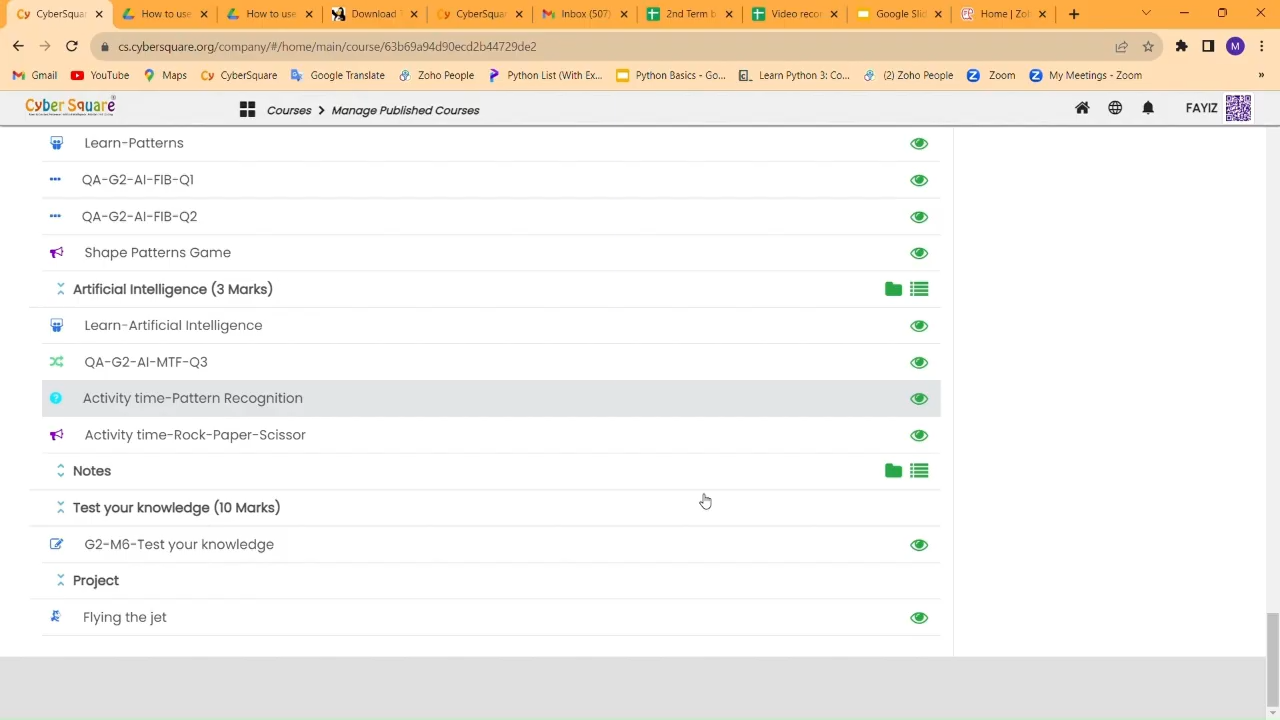 CyberSqua
How to use
How to use
Download
CyberSquar
Inbox (507)
2nd Term b
Video recor
Google Slid
Home | Zoh
cs.cybersquare.org/company/#/home/main/course/63b69a94d90ecd2b44729de2
M
Gmail
YouTube
Maps
CyberSquare
Google Translate
Zoho People
Python List (With Ex...
Python Basics - Go...
Learn Python 3: Co...
(2) Zoho People
Zoom
My Meetings - Zoom
»
Cyber Square
Courses > Manage Published Courses
FAYIZ
Learn-Patterns
QA-G2-AI-FIB-Q1
QA-G2-AI-FIB-Q2
Shape Patterns Game
Artificial Intelligence (3 Marks)
Learn-Artificial Intelligence
QA-G2-AI-MTF-Q3
Activity time-Pattern Recognition
Activity time-Rock-Paper-Scissor
Notes
Test your knowledge (10 Marks)
G2-M6-Test your knowledge
Project
Flying the jet